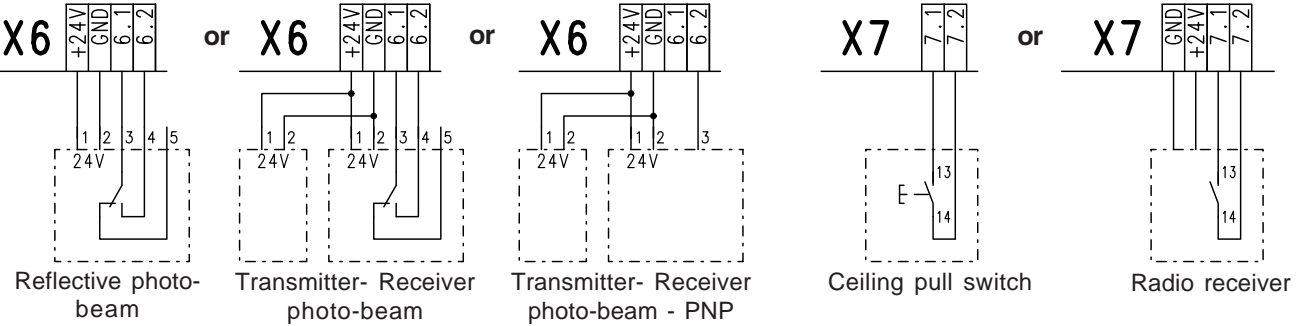 X6 +24V GND 6.1 6.2 or X6 +24V GND 6.1 6.2 or X6 +24V GND 6.1 6.2 X7 7.1 7.2 or X7 GND +24V 7.1 7.2
1 2 3 4 5 1 2 1 2 3 4 5 1 2 1 2 3
24V 24V 24V 24V 24V 13 13
14 14
Reflective photo- Transmitter- Receiver Transmitter- Receiver Ceiling pull switch Radio receiver
beam photo-beam photo-beam - PNP